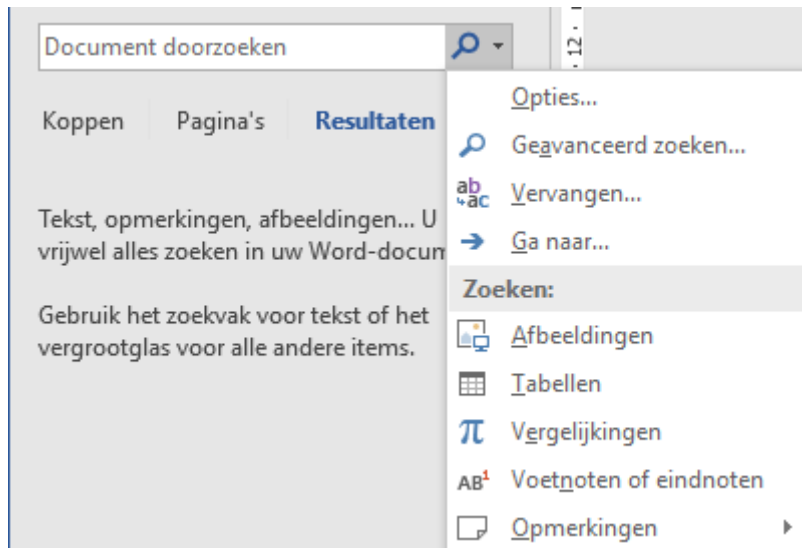 Document doorzoeken
12
Koppen Pagina's Resultaten
Tekst, opmerkingen, afbeeldingen... U
vrijwel alles zoeken in uw Word-docum
Gebruik het zoekvak voor tekst of het
vergrootglas voor alle andere items.
Opties...
Geavanceerd zoeken...
ab
ac Vervangen...
Ga naar...
Zoeken:
Afbeeldingen
Tabellen
π Vergelijkingen
AB¹ Voetnoten of eindnoten
Opmerkingen